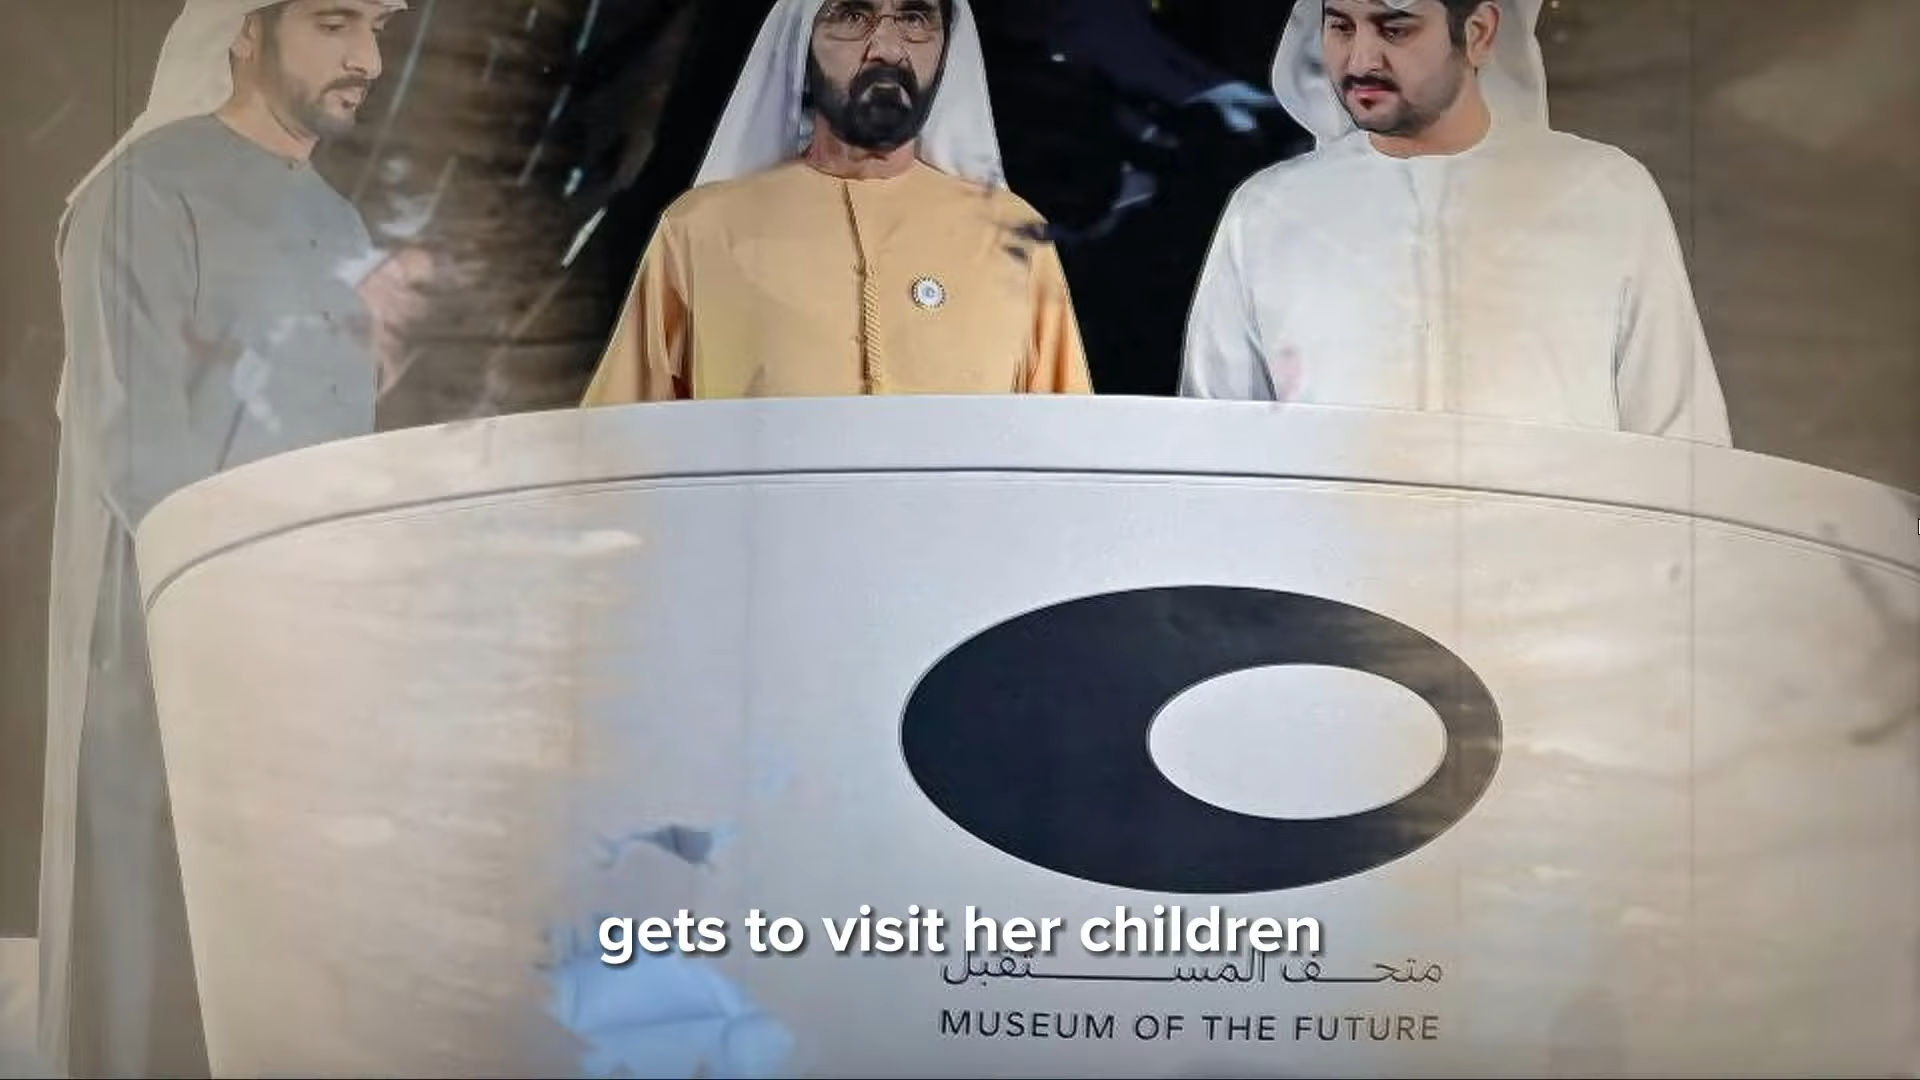 gets to visit her children
متحف المستقبل
MUSEUM OF THE FUTURE